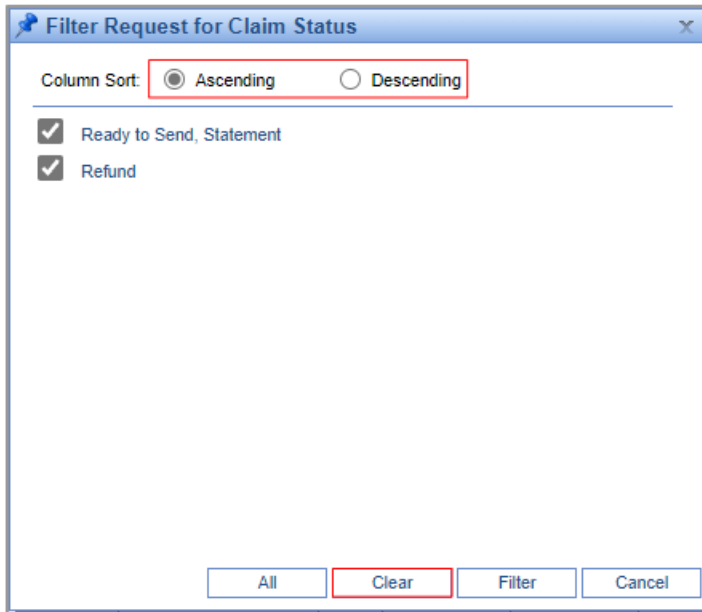 Filter Request for Claim Status
Column Sort: Ascending Descending
Ready to Send, Statement
Refund
All Clear Filter Cancel